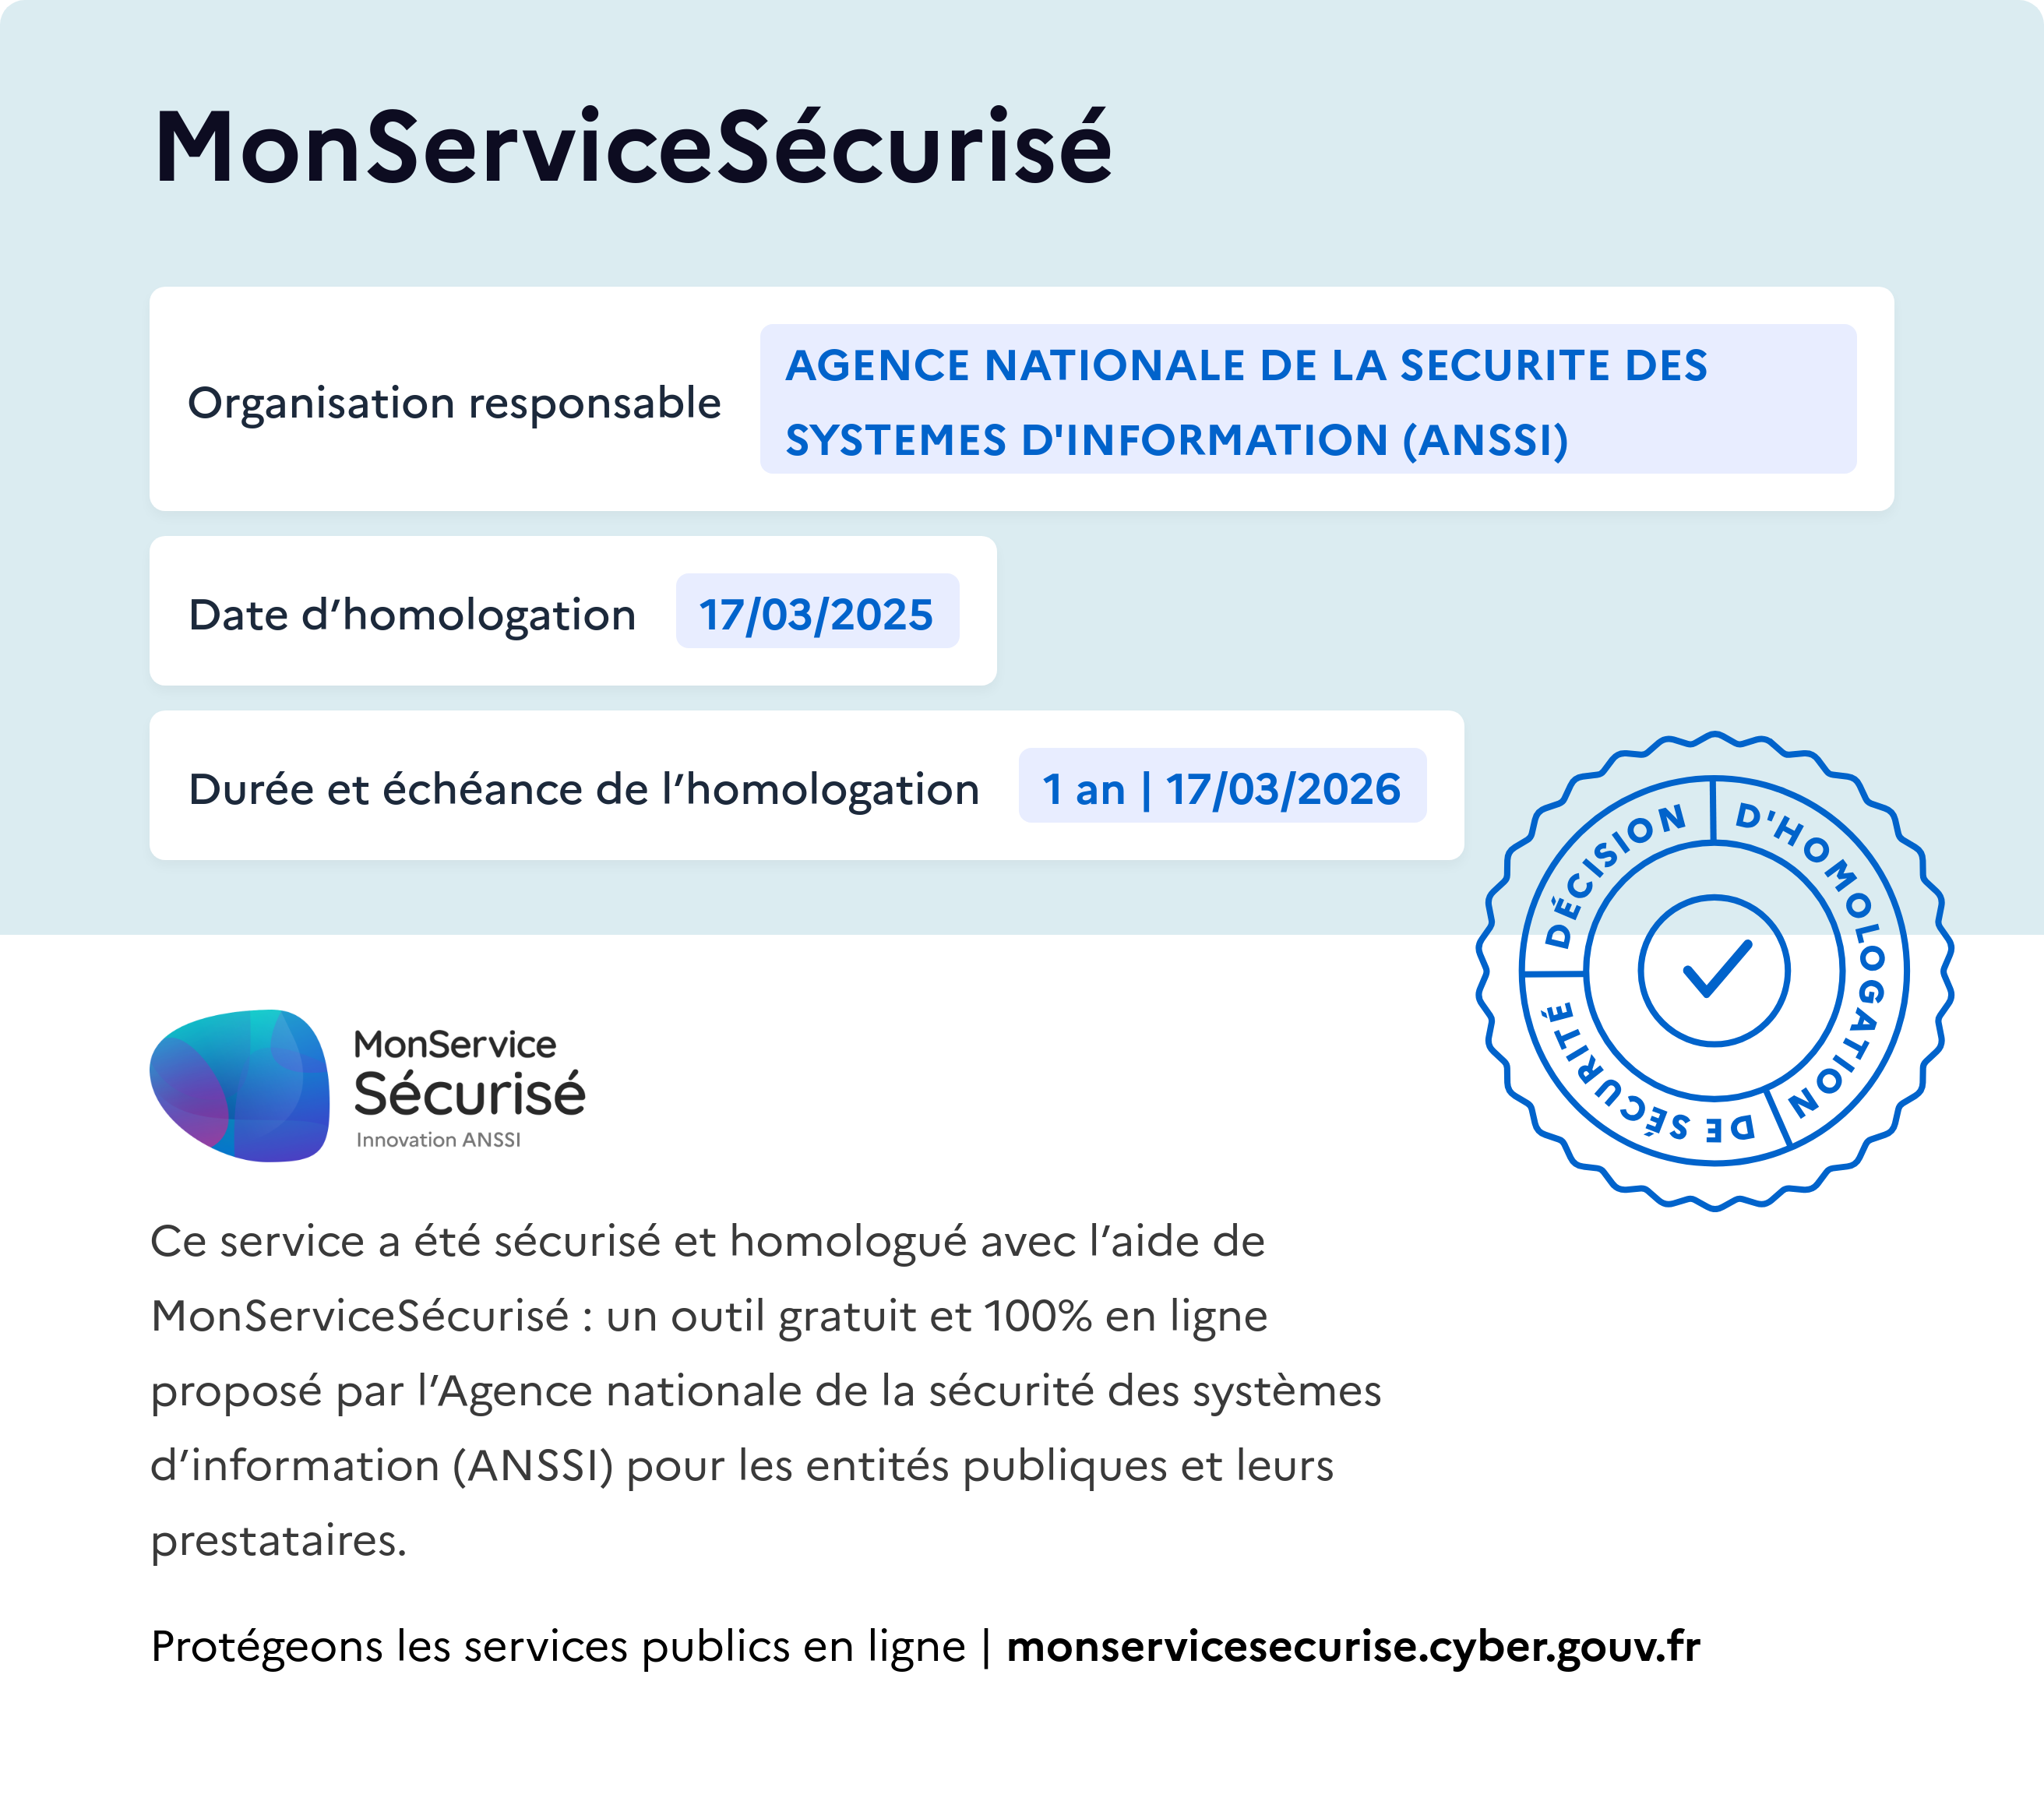 MonServiceSécurisé
Organisation responsable
AGENCE NATIONALE DE LA SECURITE DES
SYSTEMES D'INFORMATION (ANSSI)
Date d’homologation
17/03/2025
Durée et échéance de l’homologation
1 an | 17/03/2026
DÉCISION D'HOMOLOGATION DE SÉCURITÉ
MonService
Sécurisé
Innovation ANSSI
Ce service a été sécurisé et homologué avec l’aide de
MonServiceSécurisé : un outil gratuit et 100% en ligne
proposé par l’Agence nationale de la sécurité des systèmes
d’information (ANSSI) pour les entités publiques et leurs
prestataires.
Protégeons les services publics en ligne | monservicesecurise.cyber.gouv.fr